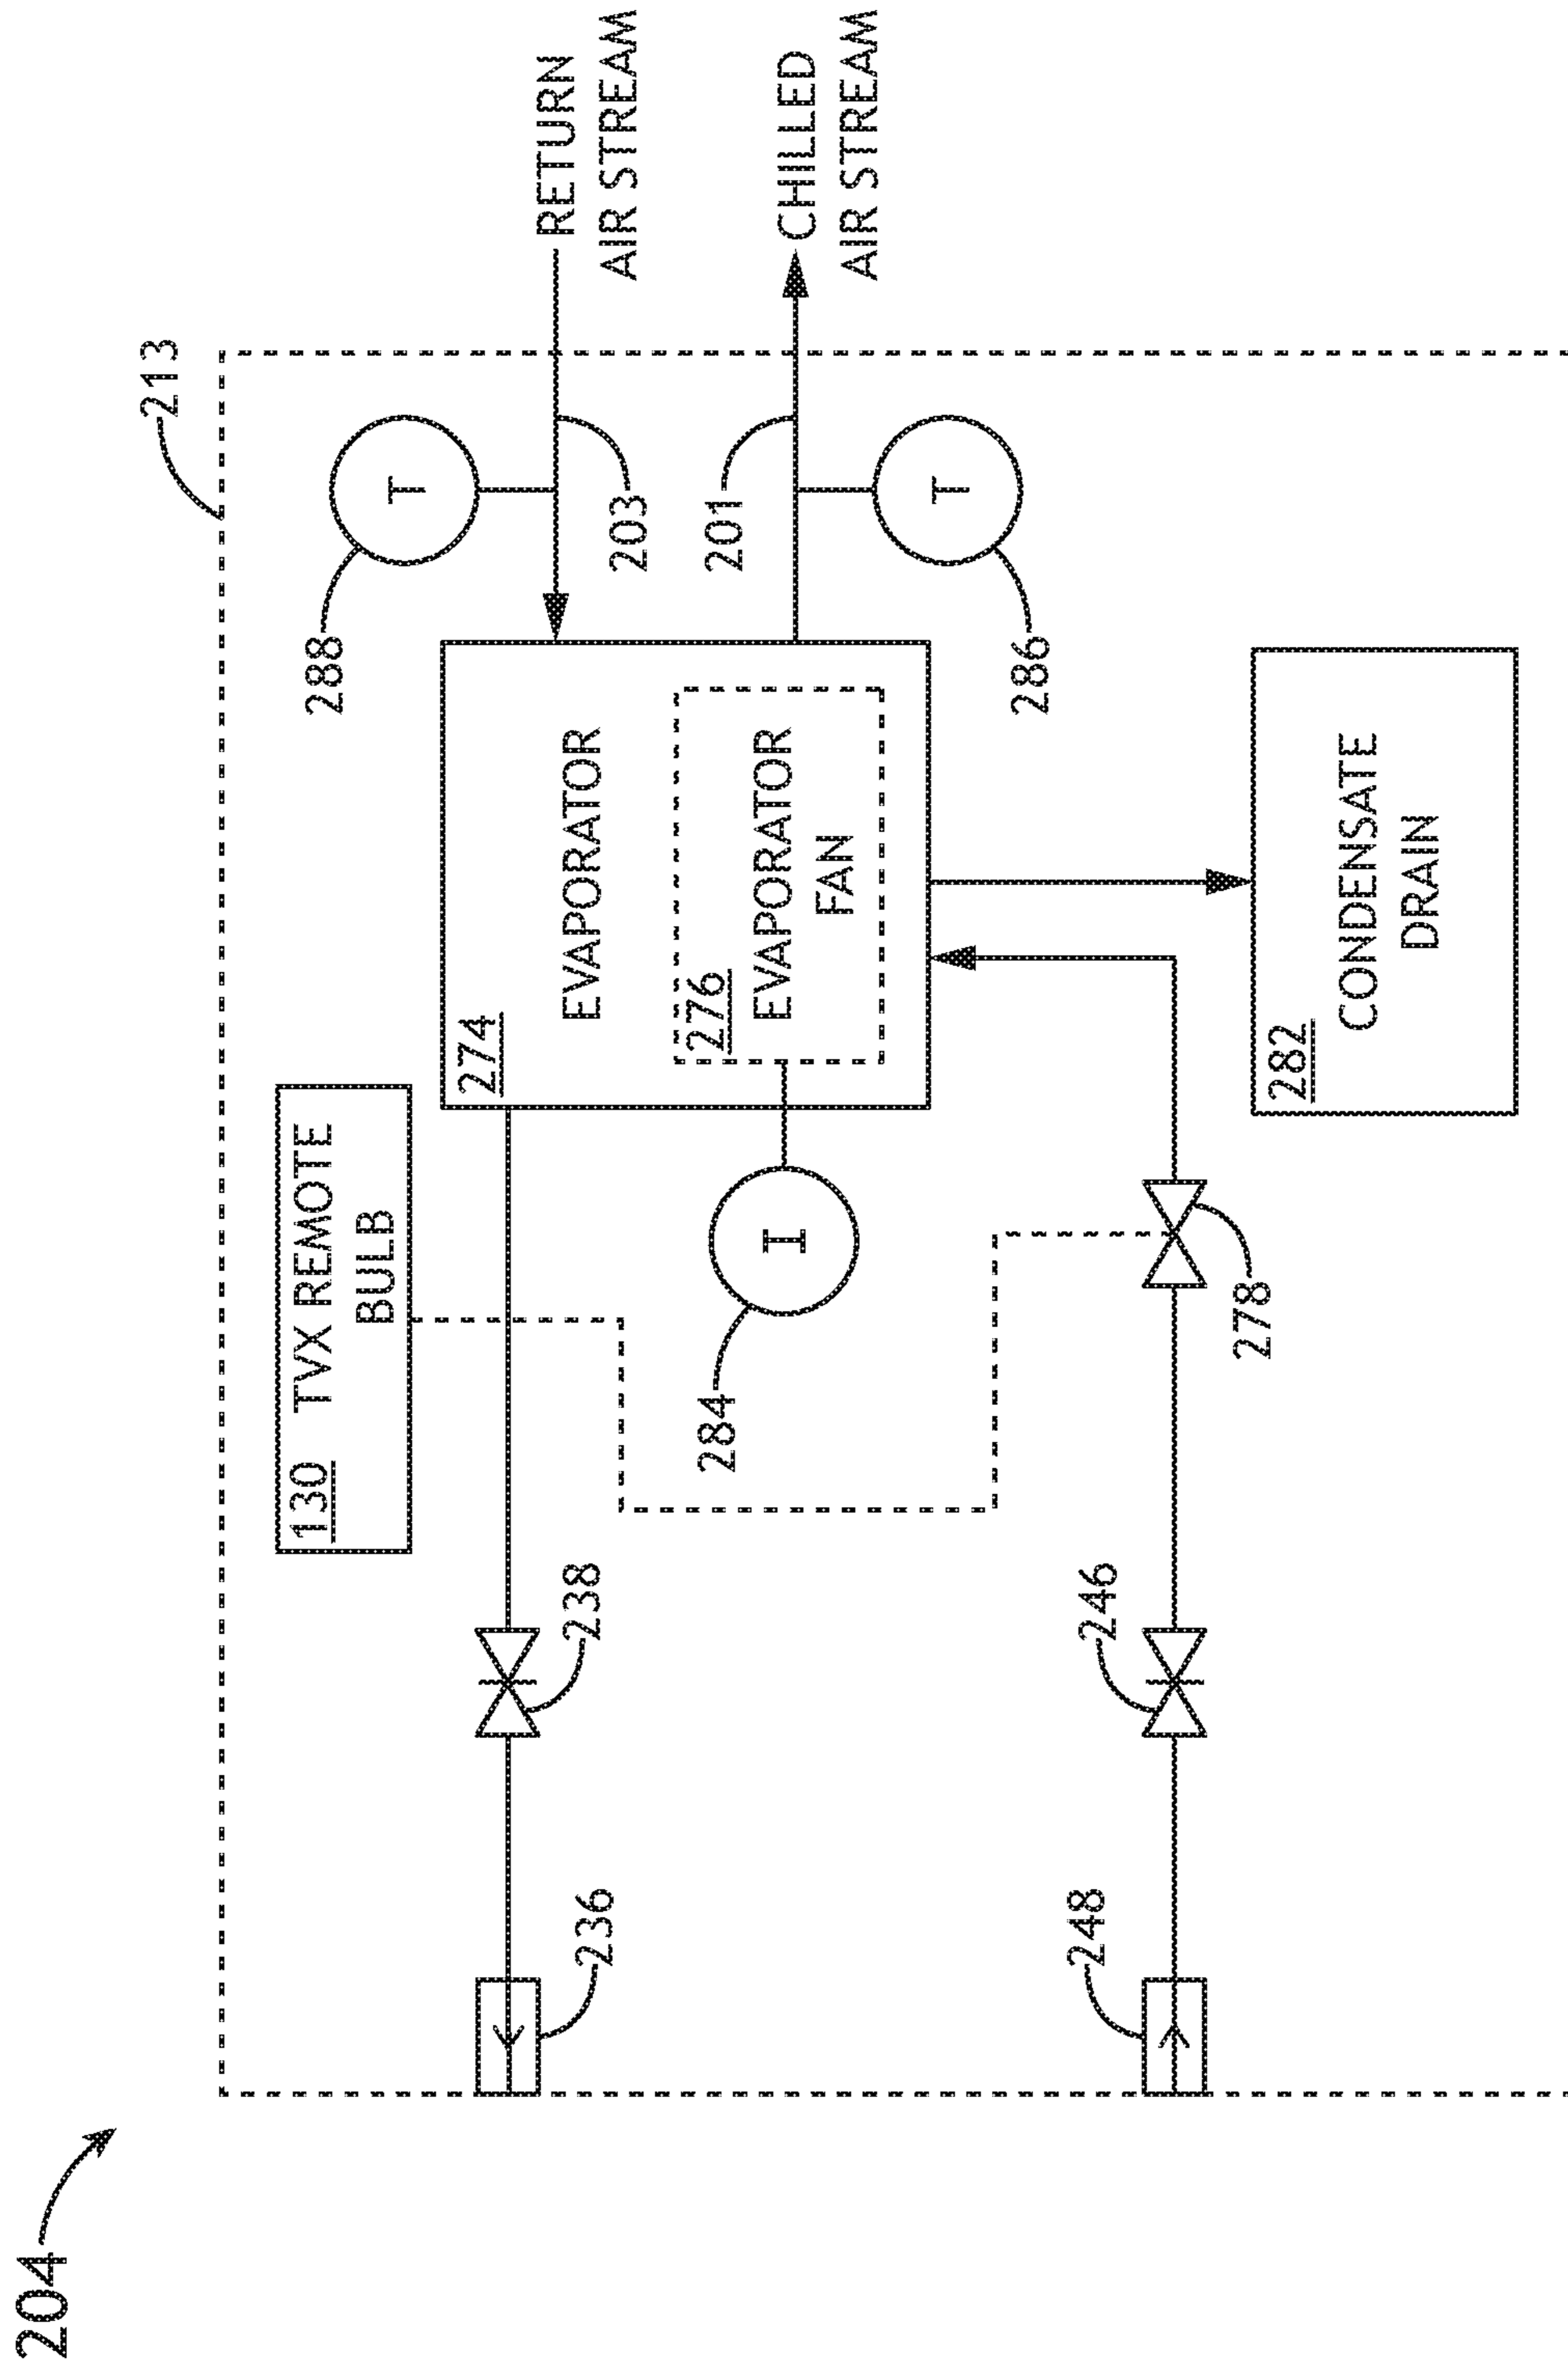 204
213
RETURN
AIR STREAM
CHILLED
AIR STREAM
288
T
203
201
T
286
274
EVAPORATOR
276
EVAPORATOR
FAN
130 TVX REMOTE
BULB
I
284
282
CONDENSATE
DRAIN
278
238
246
236
248